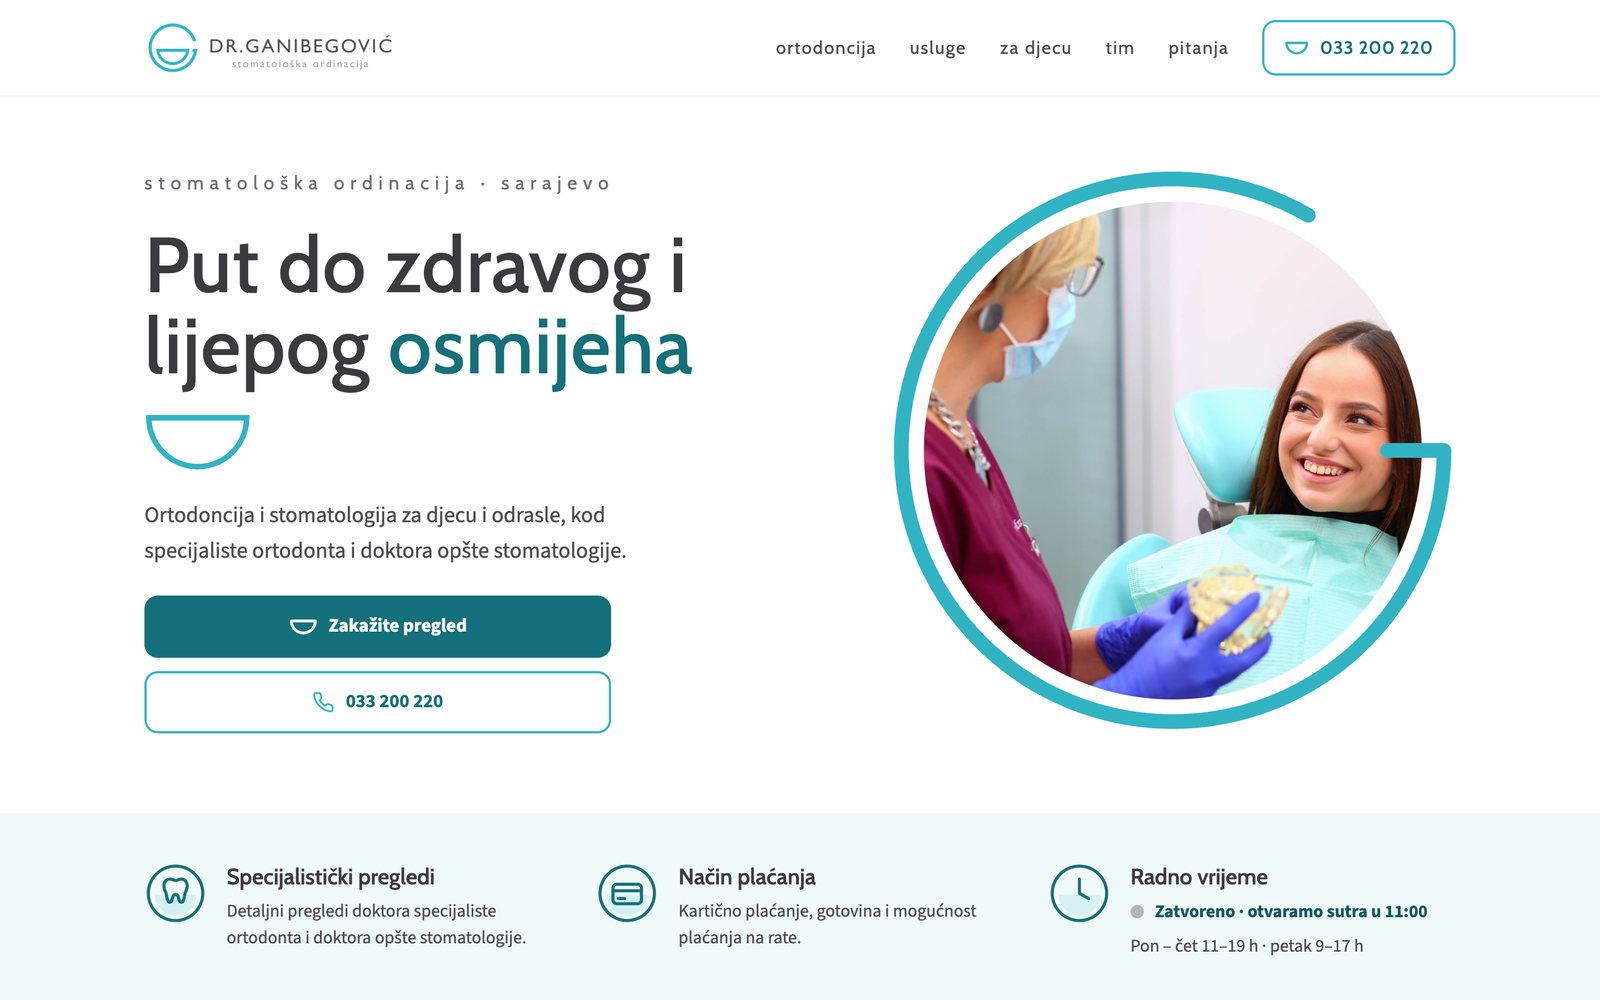 DR.GANIBEGOVIĆ
stomatološka ordinacija
ortodoncija
usluge
za djecu
tim
pitanja
033 200 220
stomatološka ordinacija · sarajevo
Put do zdravog i
lijepog osmijeha
Ortodoncija i stomatologija za djecu i odrasle, kod
specijaliste ortodonta i doktora opšte stomatologije.
Zakažite pregled
033 200 220
Specijalistički pregledi
Detaljni pregledi doktora specijaliste
ortodonta i doktora opšte stomatologije.
Način plaćanja
Kartično plaćanje, gotovina i mogućnost
plaćanja na rate.
Radno vrijeme
Zatvoreno · otvaramo sutra u 11:00
Pon – čet 11–19 h · petak 9–17 h